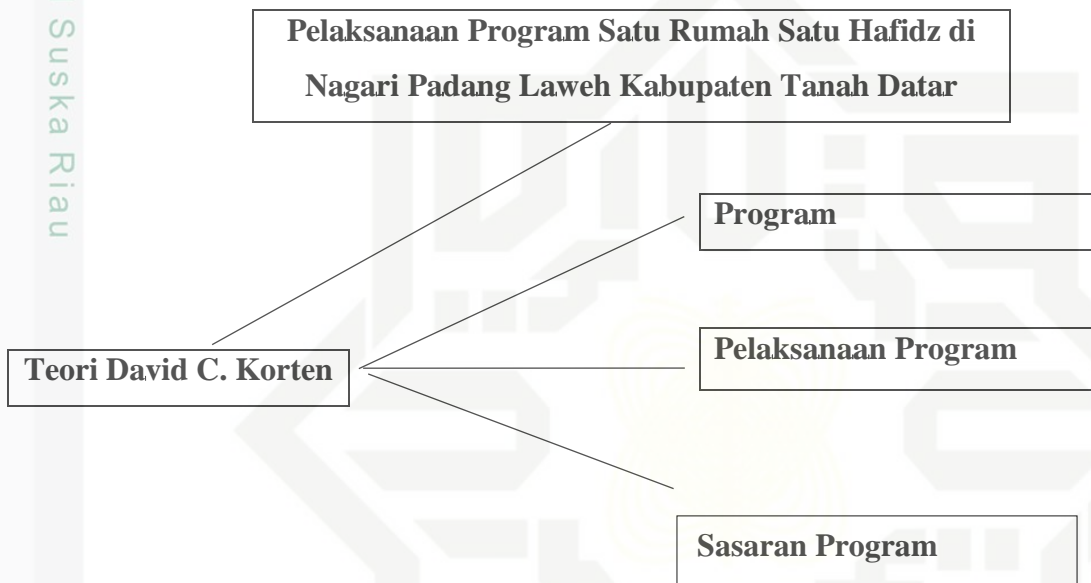 Suska Riau
Pelaksanaan Program Satu Rumah Satu Hafidz di
Nagari Padang Laweh Kabupaten Tanah Datar
Program
Teori David C. Korten
Pelaksanaan Program
Sasaran Program